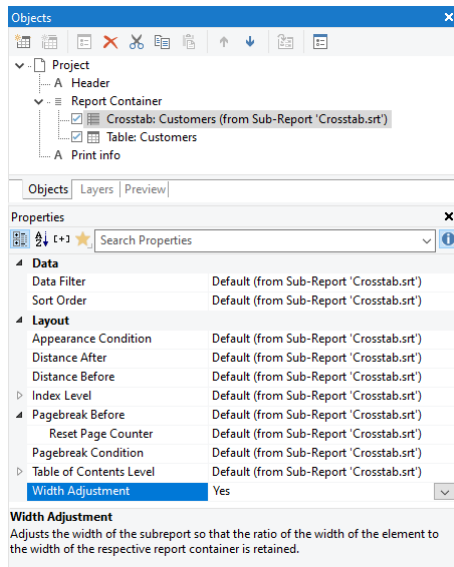 Objects
Project
A Header
Report Container
Crosstab: Customers (from Sub-Report 'Crosstab.srt')
Table: Customers
A Print info
Objects Layers Preview
Properties
Search Properties
Data
Data Filter Default (from Sub-Report 'Crosstab.srt')
Sort Order Default (from Sub-Report 'Crosstab.srt')
Layout
Appearance Condition Default (from Sub-Report 'Crosstab.srt')
Distance After Default (from Sub-Report 'Crosstab.srt')
Distance Before Default (from Sub-Report 'Crosstab.srt')
Index Level Default (from Sub-Report 'Crosstab.srt')
Pagebreak Before Default (from Sub-Report 'Crosstab.srt')
Reset Page Counter Default (from Sub-Report 'Crosstab.srt')
Pagebreak Condition Default (from Sub-Report 'Crosstab.srt')
Table of Contents Level Default (from Sub-Report 'Crosstab.srt')
Width Adjustment Yes
Width Adjustment
Adjusts the width of the subreport so that the ratio of the width of the element to
the width of the respective report container is retained.